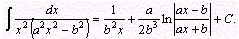 ∫ dx / (x²(a²x² − b²)) = 1/(b²x) + a/(2b³) ln |(ax − b)/(ax + b)| + C.